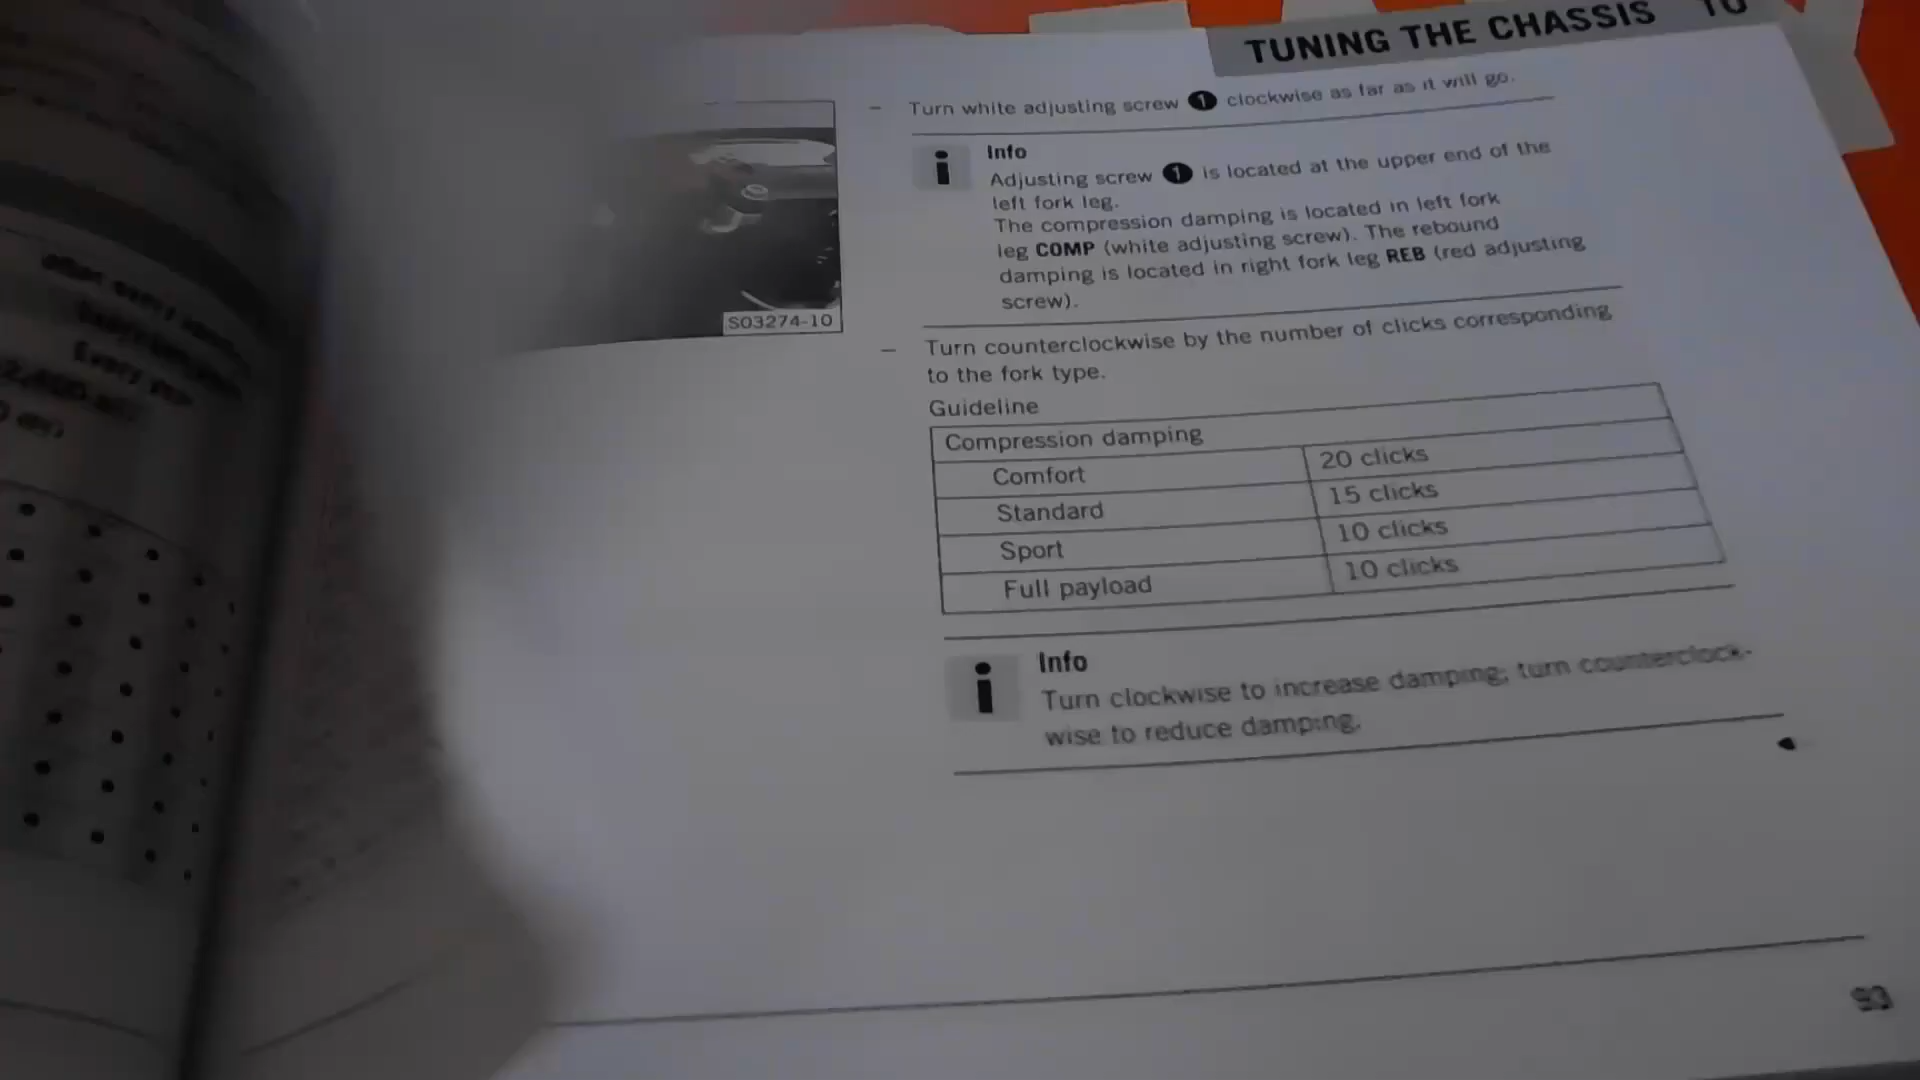 TUNING THE CHASSIS 10
– Turn white adjusting screw 1 clockwise as far as it will go.
Info
Adjusting screw 1 is located at the upper end of the
left fork leg.
The compression damping is located in left fork
leg COMP (white adjusting screw). The rebound
damping is located in right fork leg REB (red adjusting
screw).
S03274-10
– Turn counterclockwise by the number of clicks corresponding
to the fork type.
Guideline
Compression damping
Comfort 20 clicks
Standard 15 clicks
Sport 10 clicks
Full payload 10 clicks
Info
Turn clockwise to increase damping; turn counterclock-
wise to reduce damping.
93